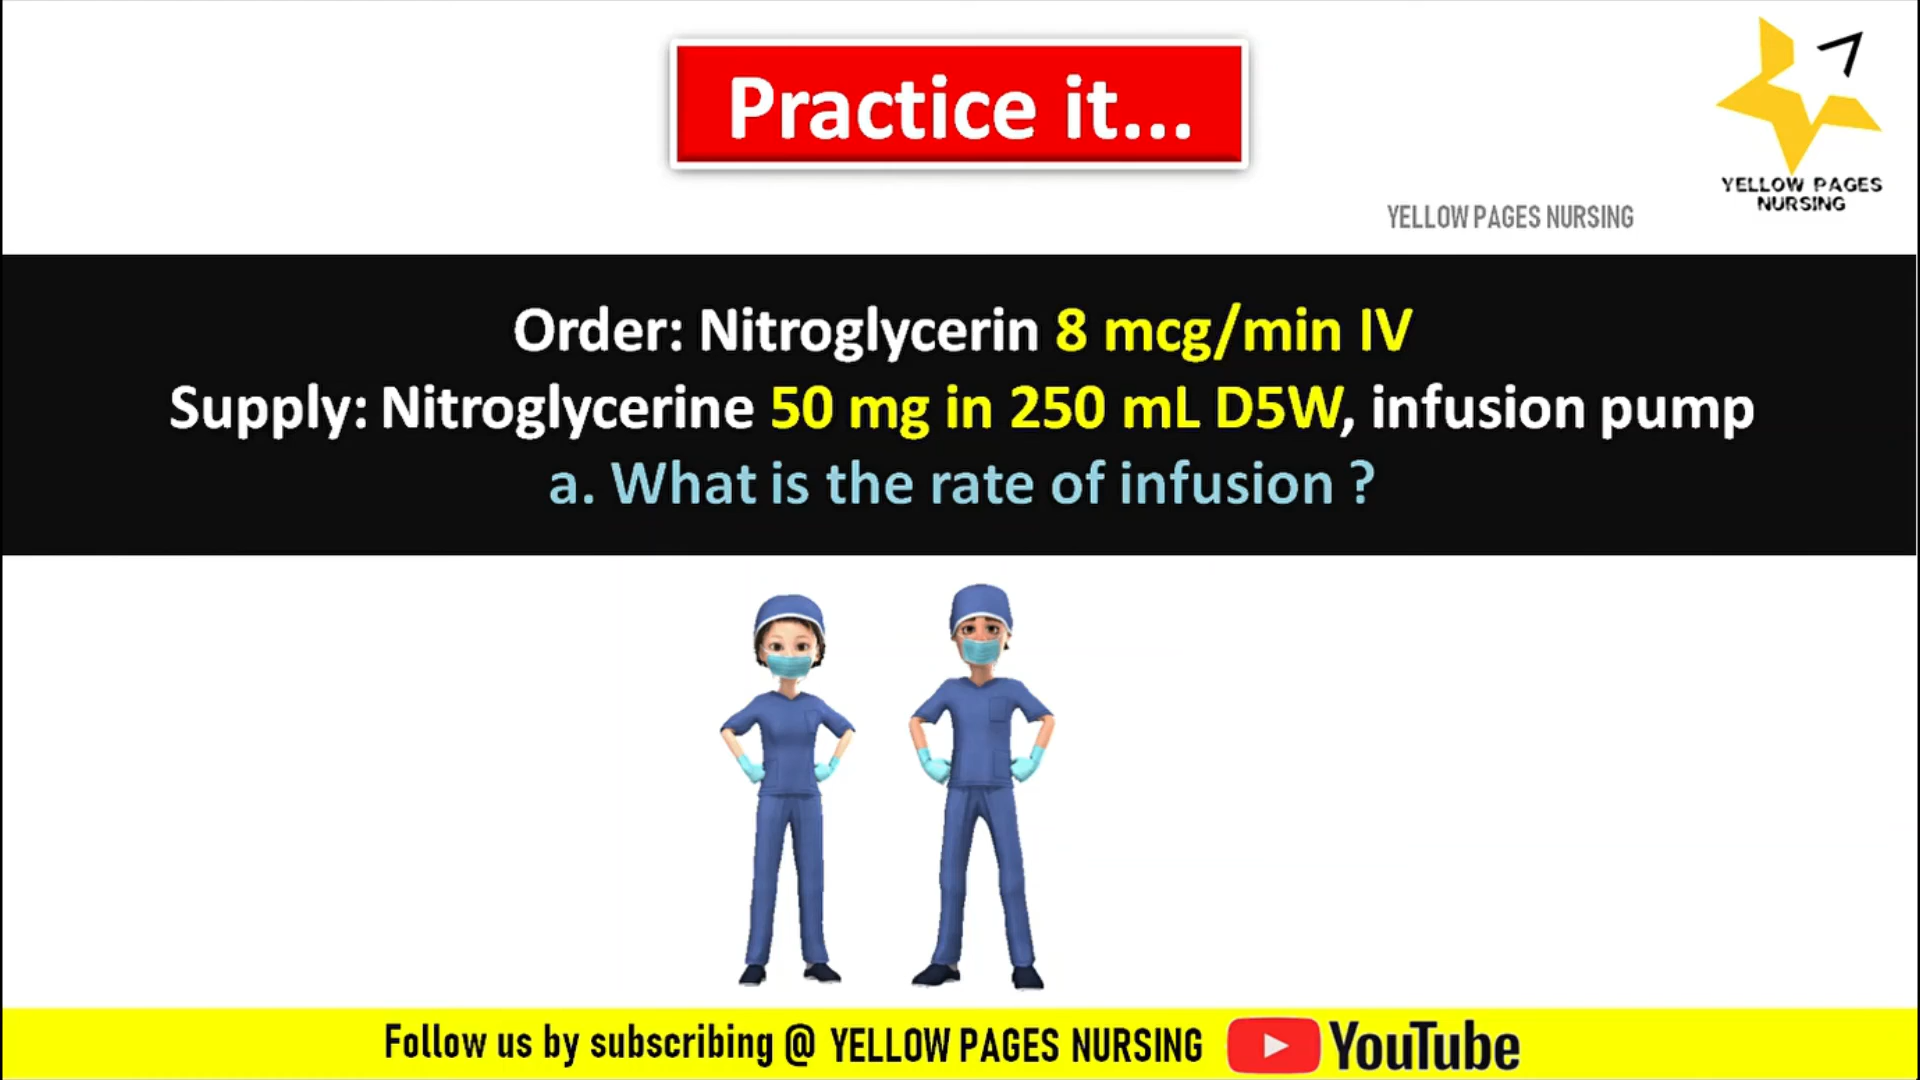 Practice it...
YELLOW PAGES
NURSING
YELLOW PAGES NURSING
Order: Nitroglycerin 8 mcg/min IV
Supply: Nitroglycerine 50 mg in 250 mL D5W, infusion pump
a. What is the rate of infusion ?
Follow us by subscribing @ YELLOW PAGES NURSING YouTube